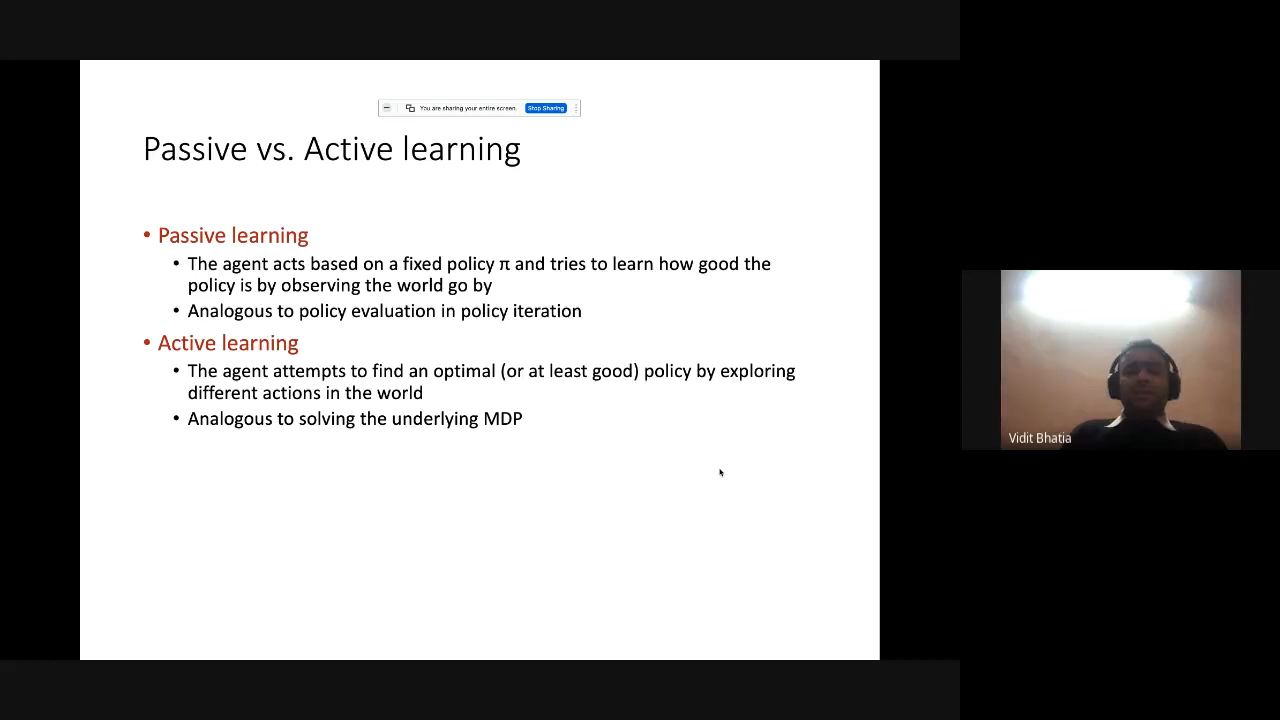 You are sharing your entire screen.
Stop Sharing
Passive vs. Active learning
• Passive learning
• The agent acts based on a fixed policy π and tries to learn how good the
policy is by observing the world go by
• Analogous to policy evaluation in policy iteration
• Active learning
• The agent attempts to find an optimal (or at least good) policy by exploring
different actions in the world
• Analogous to solving the underlying MDP
Vidit Bhatia